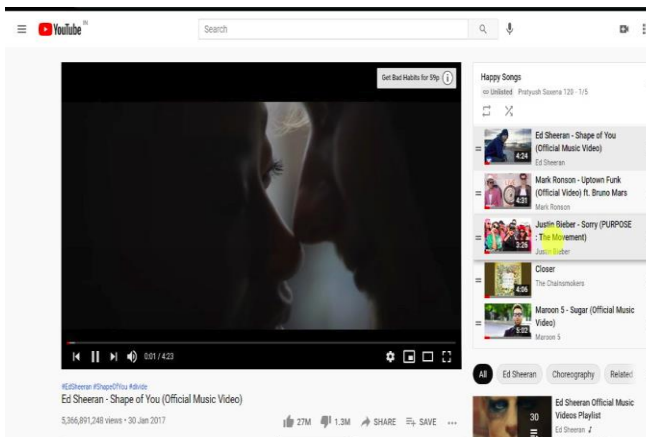 YouTube IN
Search
Get Bad Habits for 59p
Happy Songs
Unlisted Pratyush Saxena 120 - 1/5
Ed Sheeran - Shape of You
(Official Music Video)
4:24
Ed Sheeran
Mark Ronson - Uptown Funk
(Official Video) ft. Bruno Mars
4:31
Mark Ronson
Justin Bieber - Sorry (PURPOSE
: The Movement)
3:26
Justin Bieber
Closer
The Chainsmokers
4:06
Maroon 5 - Sugar (Official Music
Video)
5:02
Maroon 5
0:01 / 4:23
All Ed Sheeran Choreography Related
#EdSheeran #ShapeOfYou #divide
Ed Sheeran - Shape of You (Official Music Video)
5,366,891,248 views • 30 Jan 2017
27M 1.3M SHARE SAVE
Ed Sheeran Official Music
Videos Playlist
30
Ed Sheeran